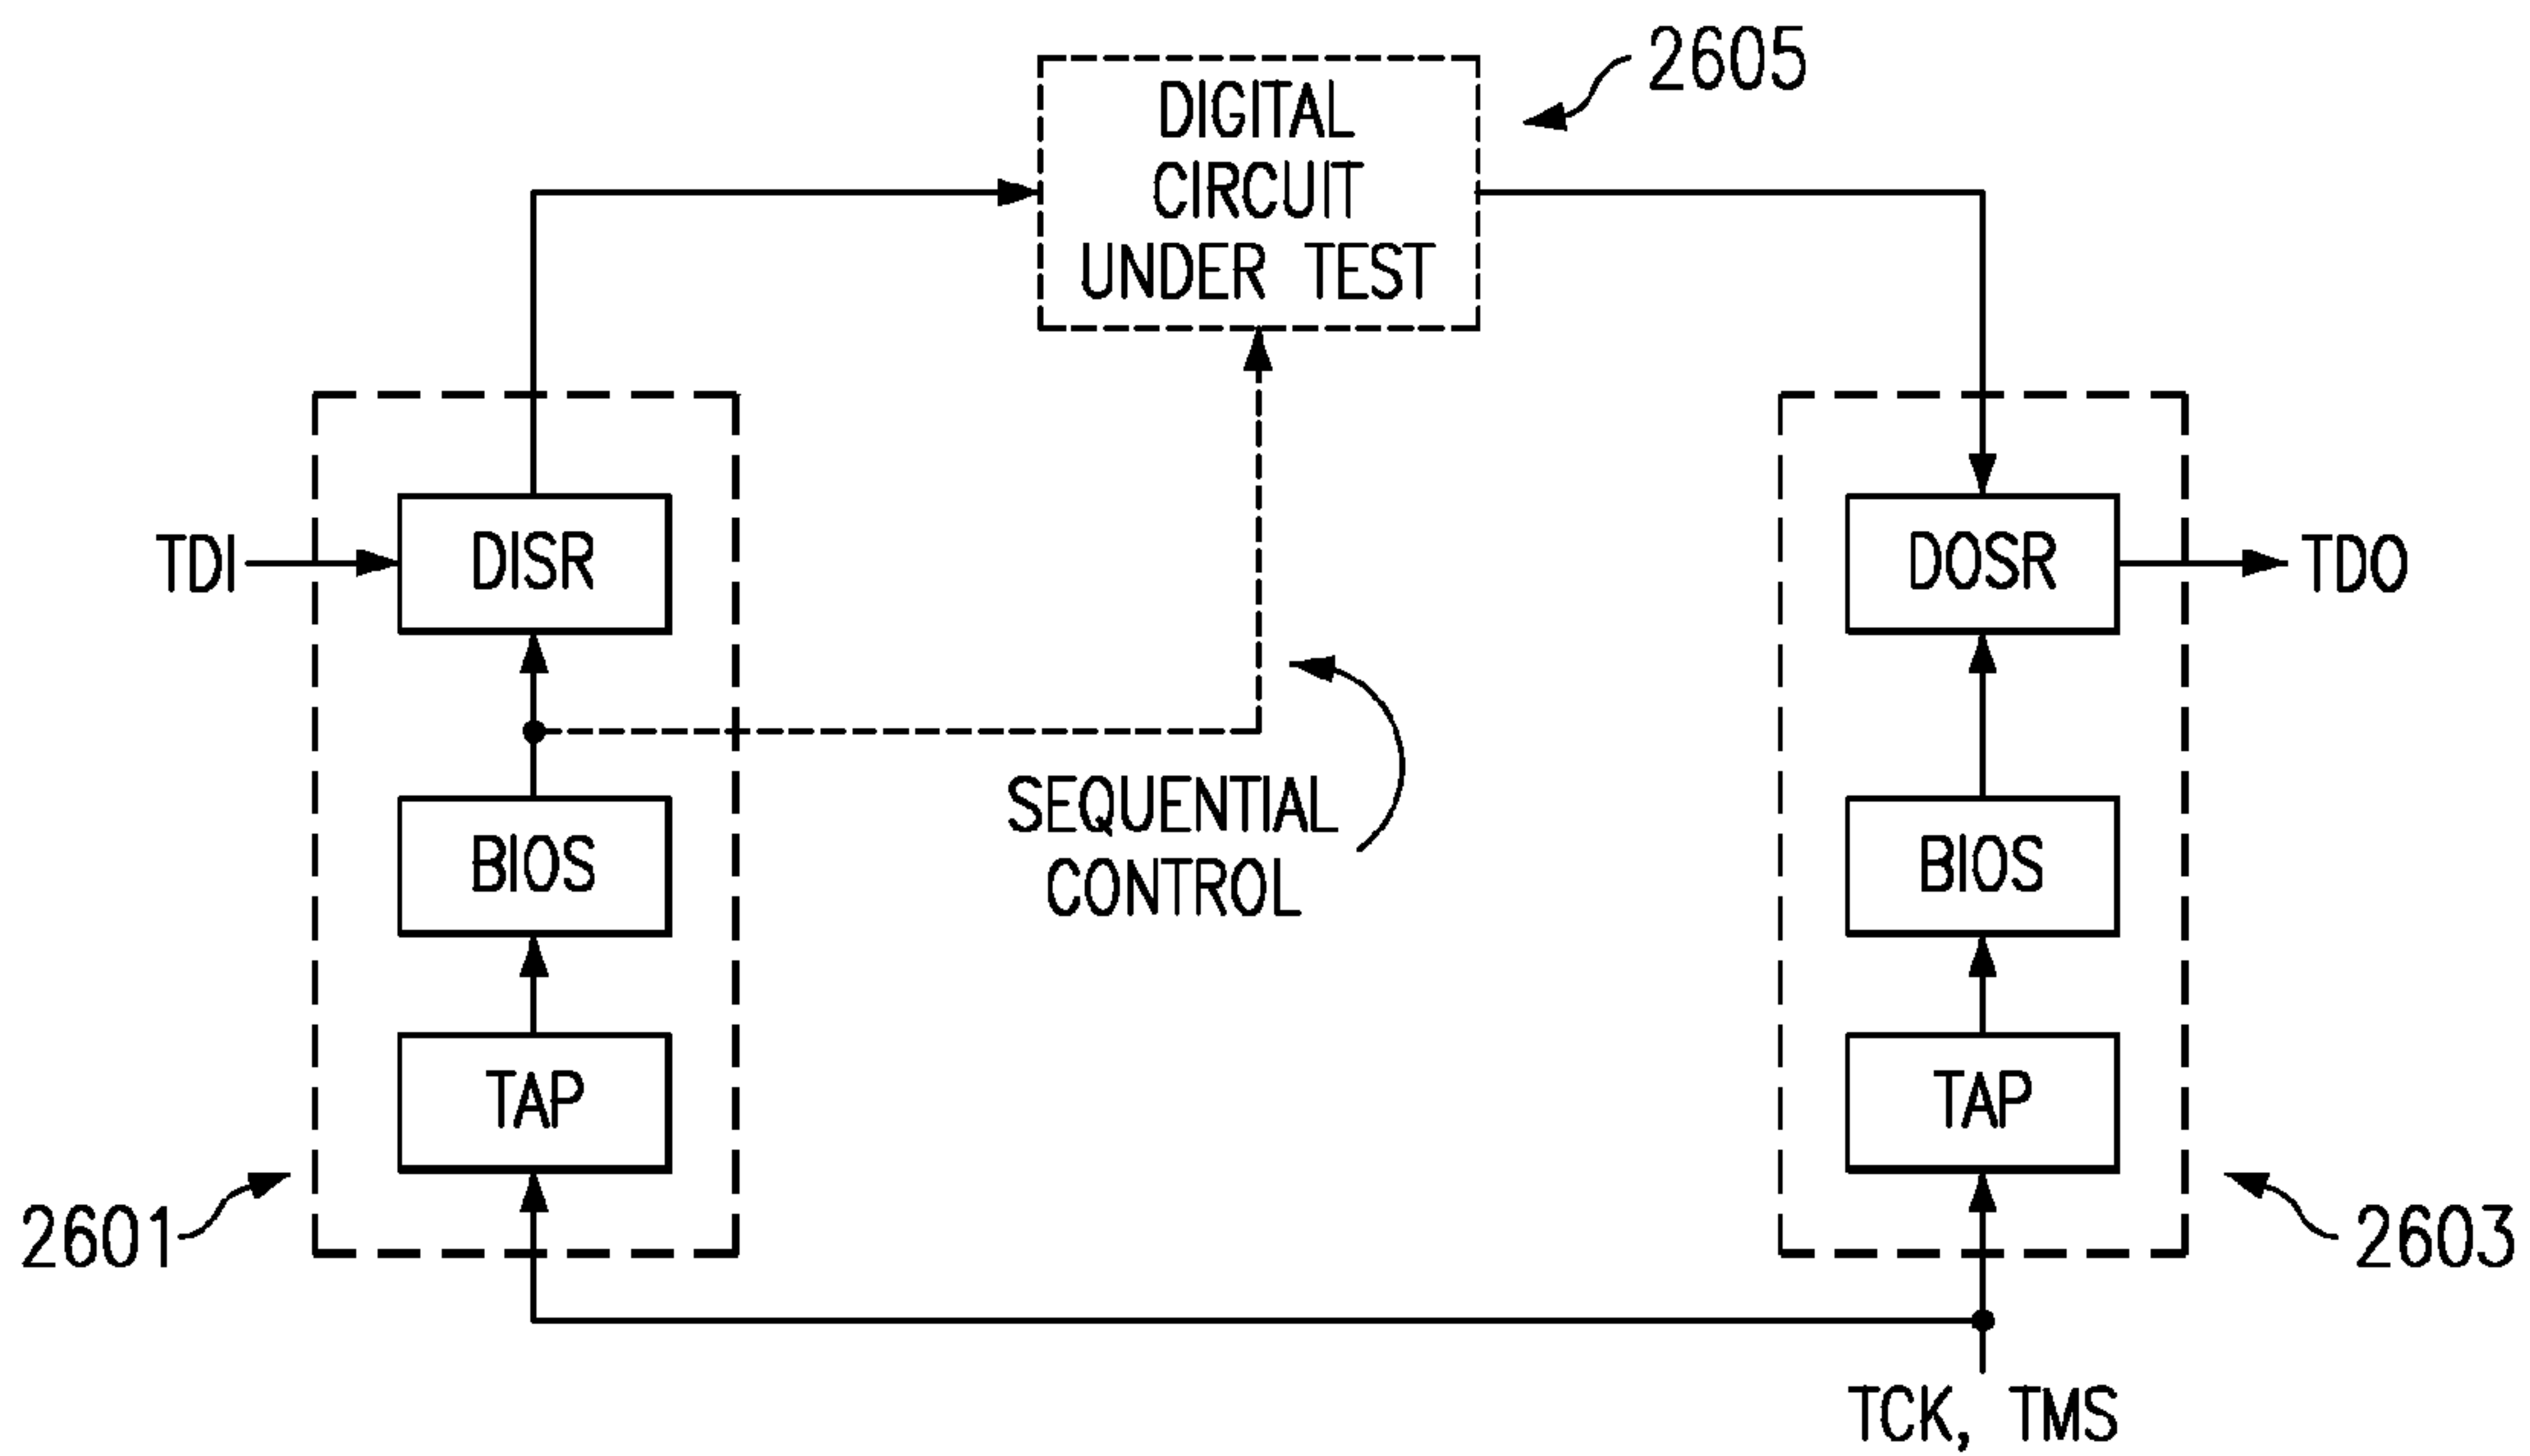 2605
DIGITAL
CIRCUIT
UNDER TEST
TDI
DISR
DOSR
TDO
SEQUENTIAL
CONTROL
BIOS
BIOS
TAP
TAP
2601
2603
TCK, TMS